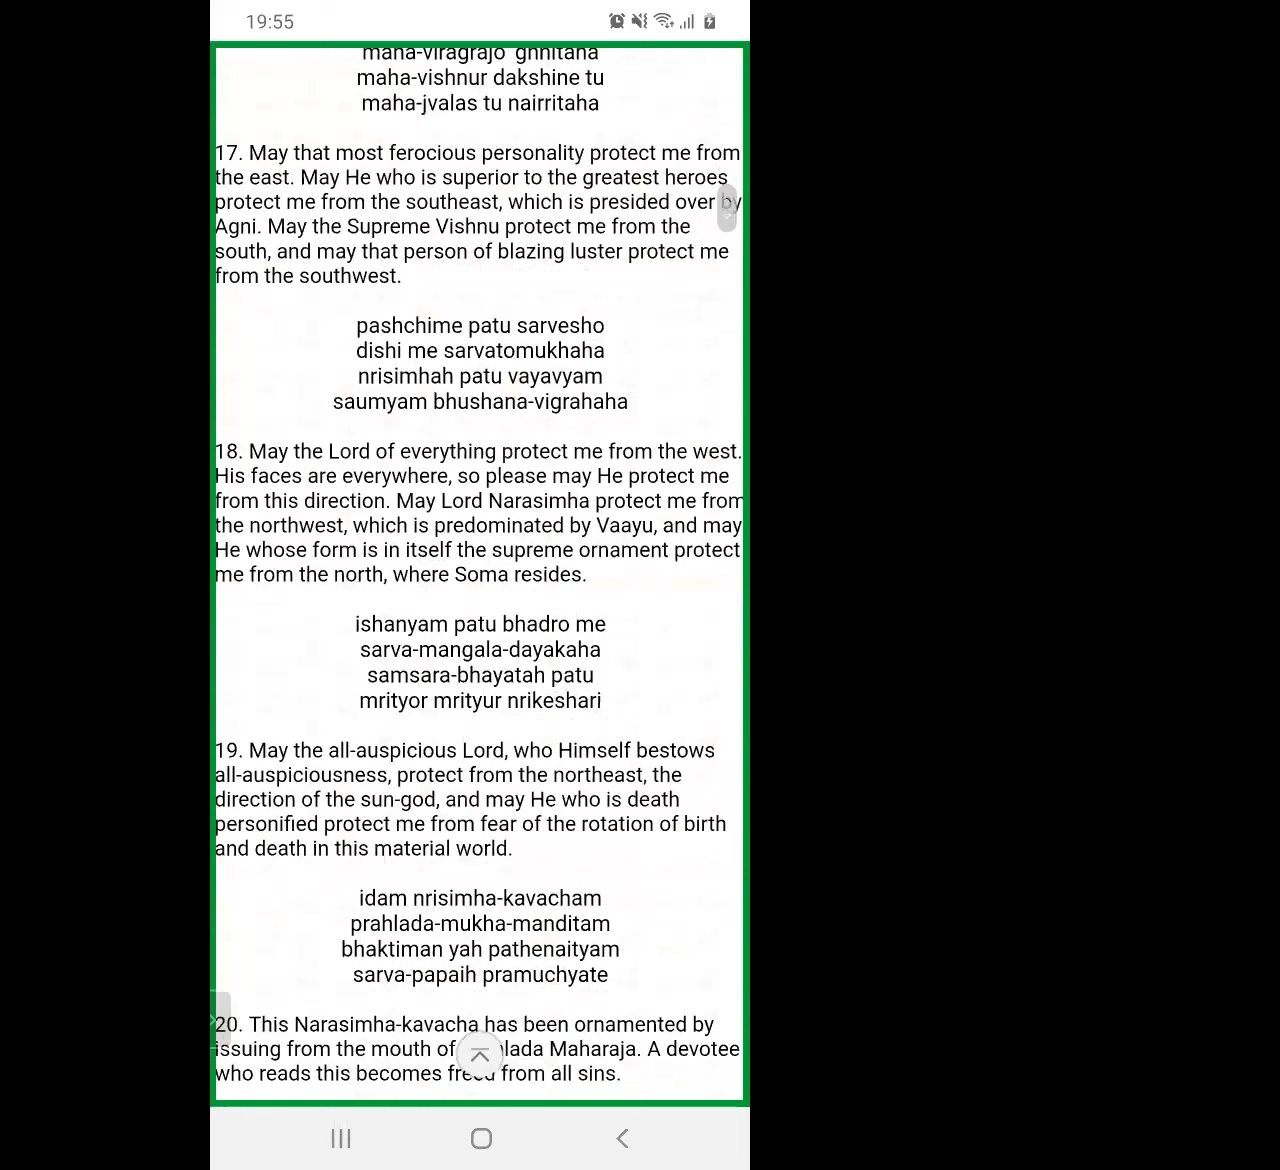 19:55
maha-viragrajo ghnitaha
maha-vishnur dakshine tu
maha-jvalas tu nairritaha
17. May that most ferocious personality protect me from
the east. May He who is superior to the greatest heroes
protect me from the southeast, which is presided over by
Agni. May the Supreme Vishnu protect me from the
south, and may that person of blazing luster protect me
from the southwest.
pashchime patu sarvesho
dishi me sarvatomukhaha
nrisimhah patu vayavyam
saumyam bhushana-vigrahaha
18. May the Lord of everything protect me from the west.
His faces are everywhere, so please may He protect me
from this direction. May Lord Narasimha protect me from
the northwest, which is predominated by Vaayu, and may
He whose form is in itself the supreme ornament protect
me from the north, where Soma resides.
ishanyam patu bhadro me
sarva-mangala-dayakaha
samsara-bhayatah patu
mrityor mrityur nrikeshari
19. May the all-auspicious Lord, who Himself bestows
all-auspiciousness, protect from the northeast, the
direction of the sun-god, and may He who is death
personified protect me from fear of the rotation of birth
and death in this material world.
idam nrisimha-kavacham
prahlada-mukha-manditam
bhaktiman yah pathenaityam
sarva-papaih pramuchyate
20. This Narasimha-kavacha has been ornamented by
issuing from the mouth of Prahlada Maharaja. A devotee
who reads this becomes freed from all sins.